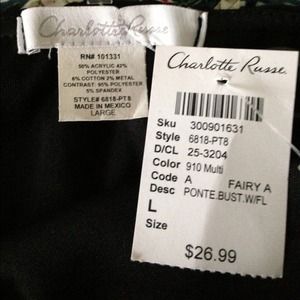 Charlotte Russe
RN# 101331
50% ACRYLIC 42%
POLYESTER
6% COTTON 2% METAL
CONTRAST: 95% POLYESTER
5% SPANDEX
STYLE# 6818-PT8
MADE IN MEXICO
LARGE
Charlotte Russe.
Sku 300901631
Style 6818-PT8
D/CL 25-3204
Color 910 Multi
Code A FAIRY A
Desc PONTE.BUST.W/FL
L
Size
$26.99